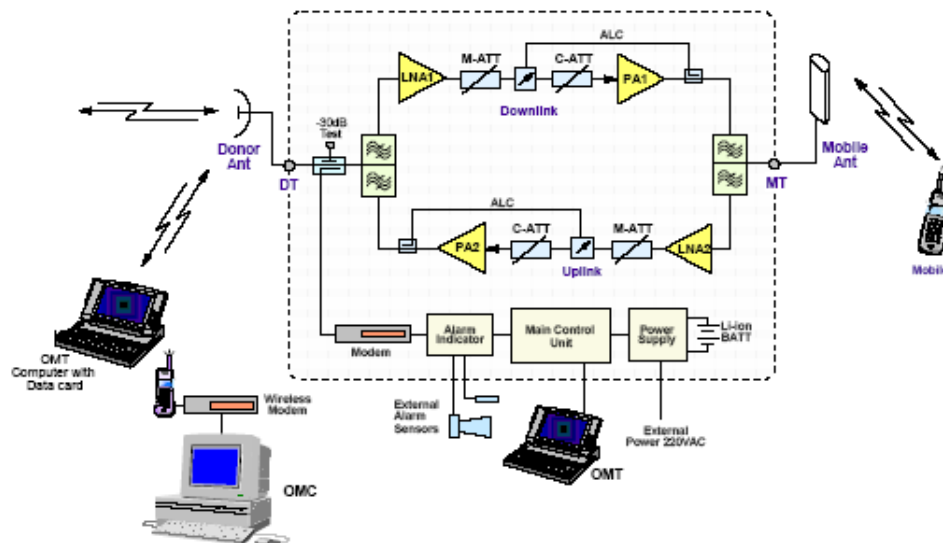 ALC
M-ATT
C-ATT
LNA1
PA1
Downlink
-30dB
Test
Donor
Ant
DT
MT
Mobile
Ant
ALC
C-ATT
M-ATT
PA2
LNA2
Uplink
Mobile
Modem
Alarm
Indicator
Main Control
Unit
Power
Supply
Li-ion
BATT
OMT
Computer with
Data card
Wireless
Modem
External
Alarm
Sensors
External
Power 220VAC
OMT
OMC